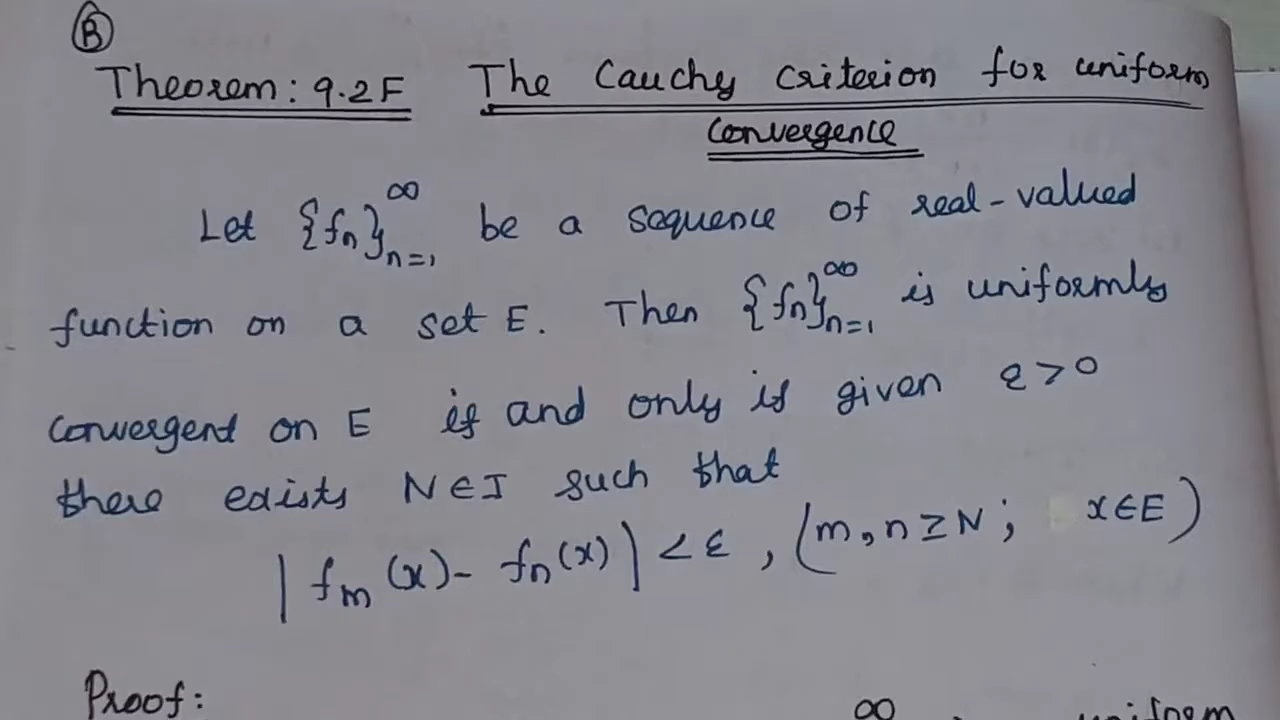 B
Theorem: 9.2F The Cauchy Criterion for uniform
Convergence
Let {fn}∞n=1 be a sequence of real-valued
function on a set E. Then {fn}∞n=1 is uniformly
convergent on E if and only if given ε>0
there exists N∈I such that
|fm(x)- fn(x)|<ε, (m,n≥N; x∈E)
Proof:
∞ uniform